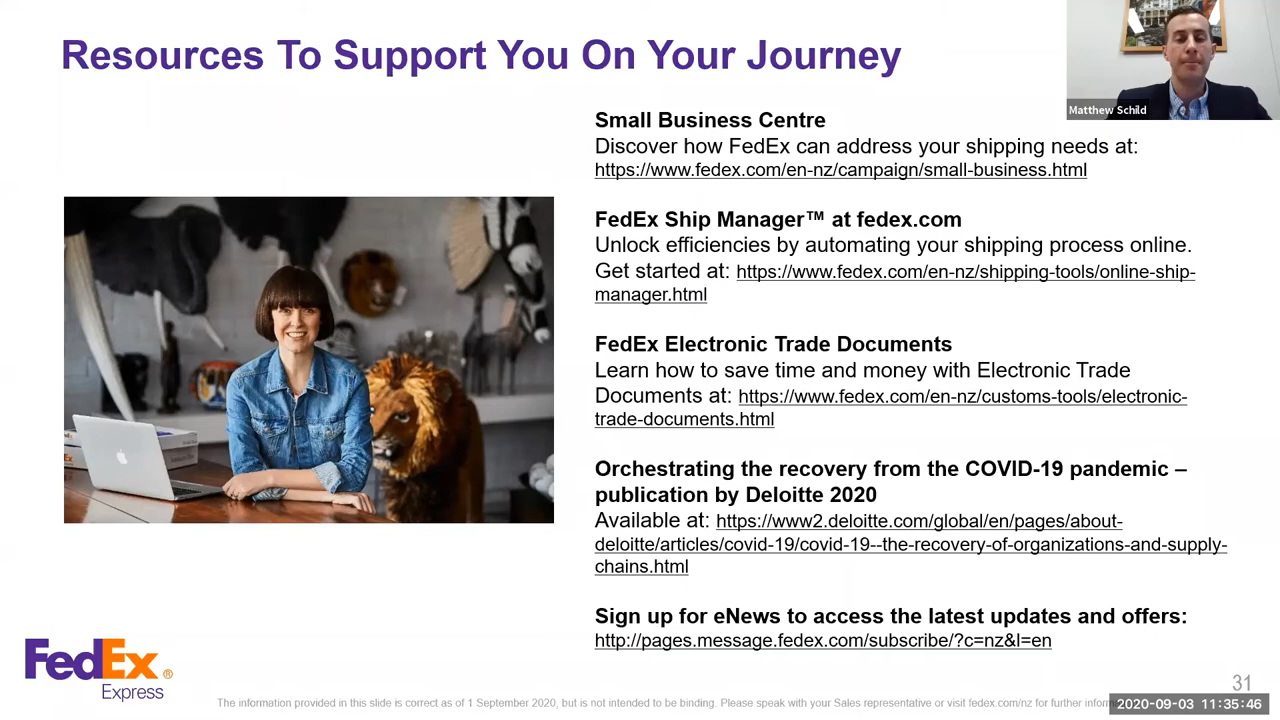 Resources To Support You On Your Journey
Matthew Schild
Small Business Centre
Discover how FedEx can address your shipping needs at:
https://www.fedex.com/en-nz/campaign/small-business.html
FedEx Ship Manager™ at fedex.com
Unlock efficiencies by automating your shipping process online.
Get started at: https://www.fedex.com/en-nz/shipping-tools/online-ship-
manager.html
FedEx Electronic Trade Documents
Learn how to save time and money with Electronic Trade
Documents at: https://www.fedex.com/en-nz/customs-tools/electronic-
trade-documents.html
Orchestrating the recovery from the COVID-19 pandemic –
publication by Deloitte 2020
Available at: https://www2.deloitte.com/global/en/pages/about-
deloitte/articles/covid-19/covid-19--the-recovery-of-organizations-and-supply-
chains.html
Sign up for eNews to access the latest updates and offers:
http://pages.message.fedex.com/subscribe/?c=nz&l=en
FedEx®
Express
31
The information provided in this slide is correct as of 1 September 2020, but is not intended to be binding. Please speak with your Sales representative or visit fedex.com/nz for further
2020-09-03 11:35:46